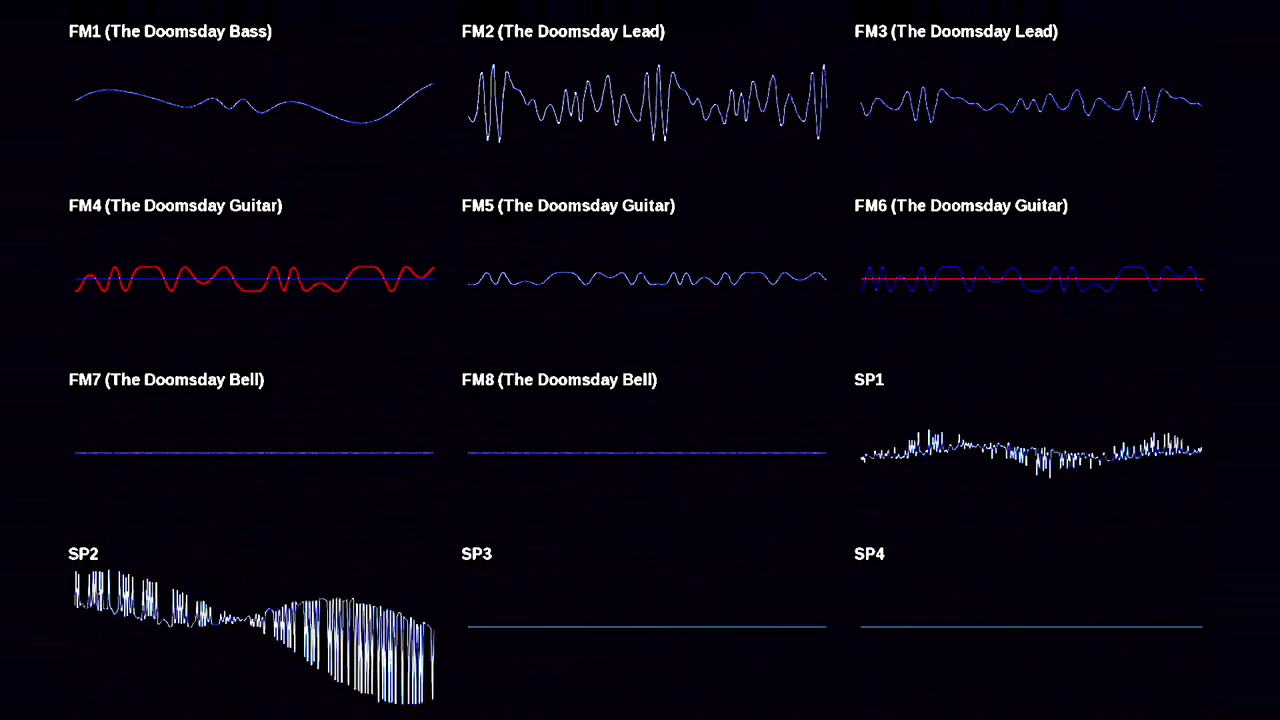 FM1 (The Doomsday Bass)
FM2 (The Doomsday Lead)
FM3 (The Doomsday Lead)
FM4 (The Doomsday Guitar)
FM5 (The Doomsday Guitar)
FM6 (The Doomsday Guitar)
FM7 (The Doomsday Bell)
FM8 (The Doomsday Bell)
SP1
SP2
SP3
SP4